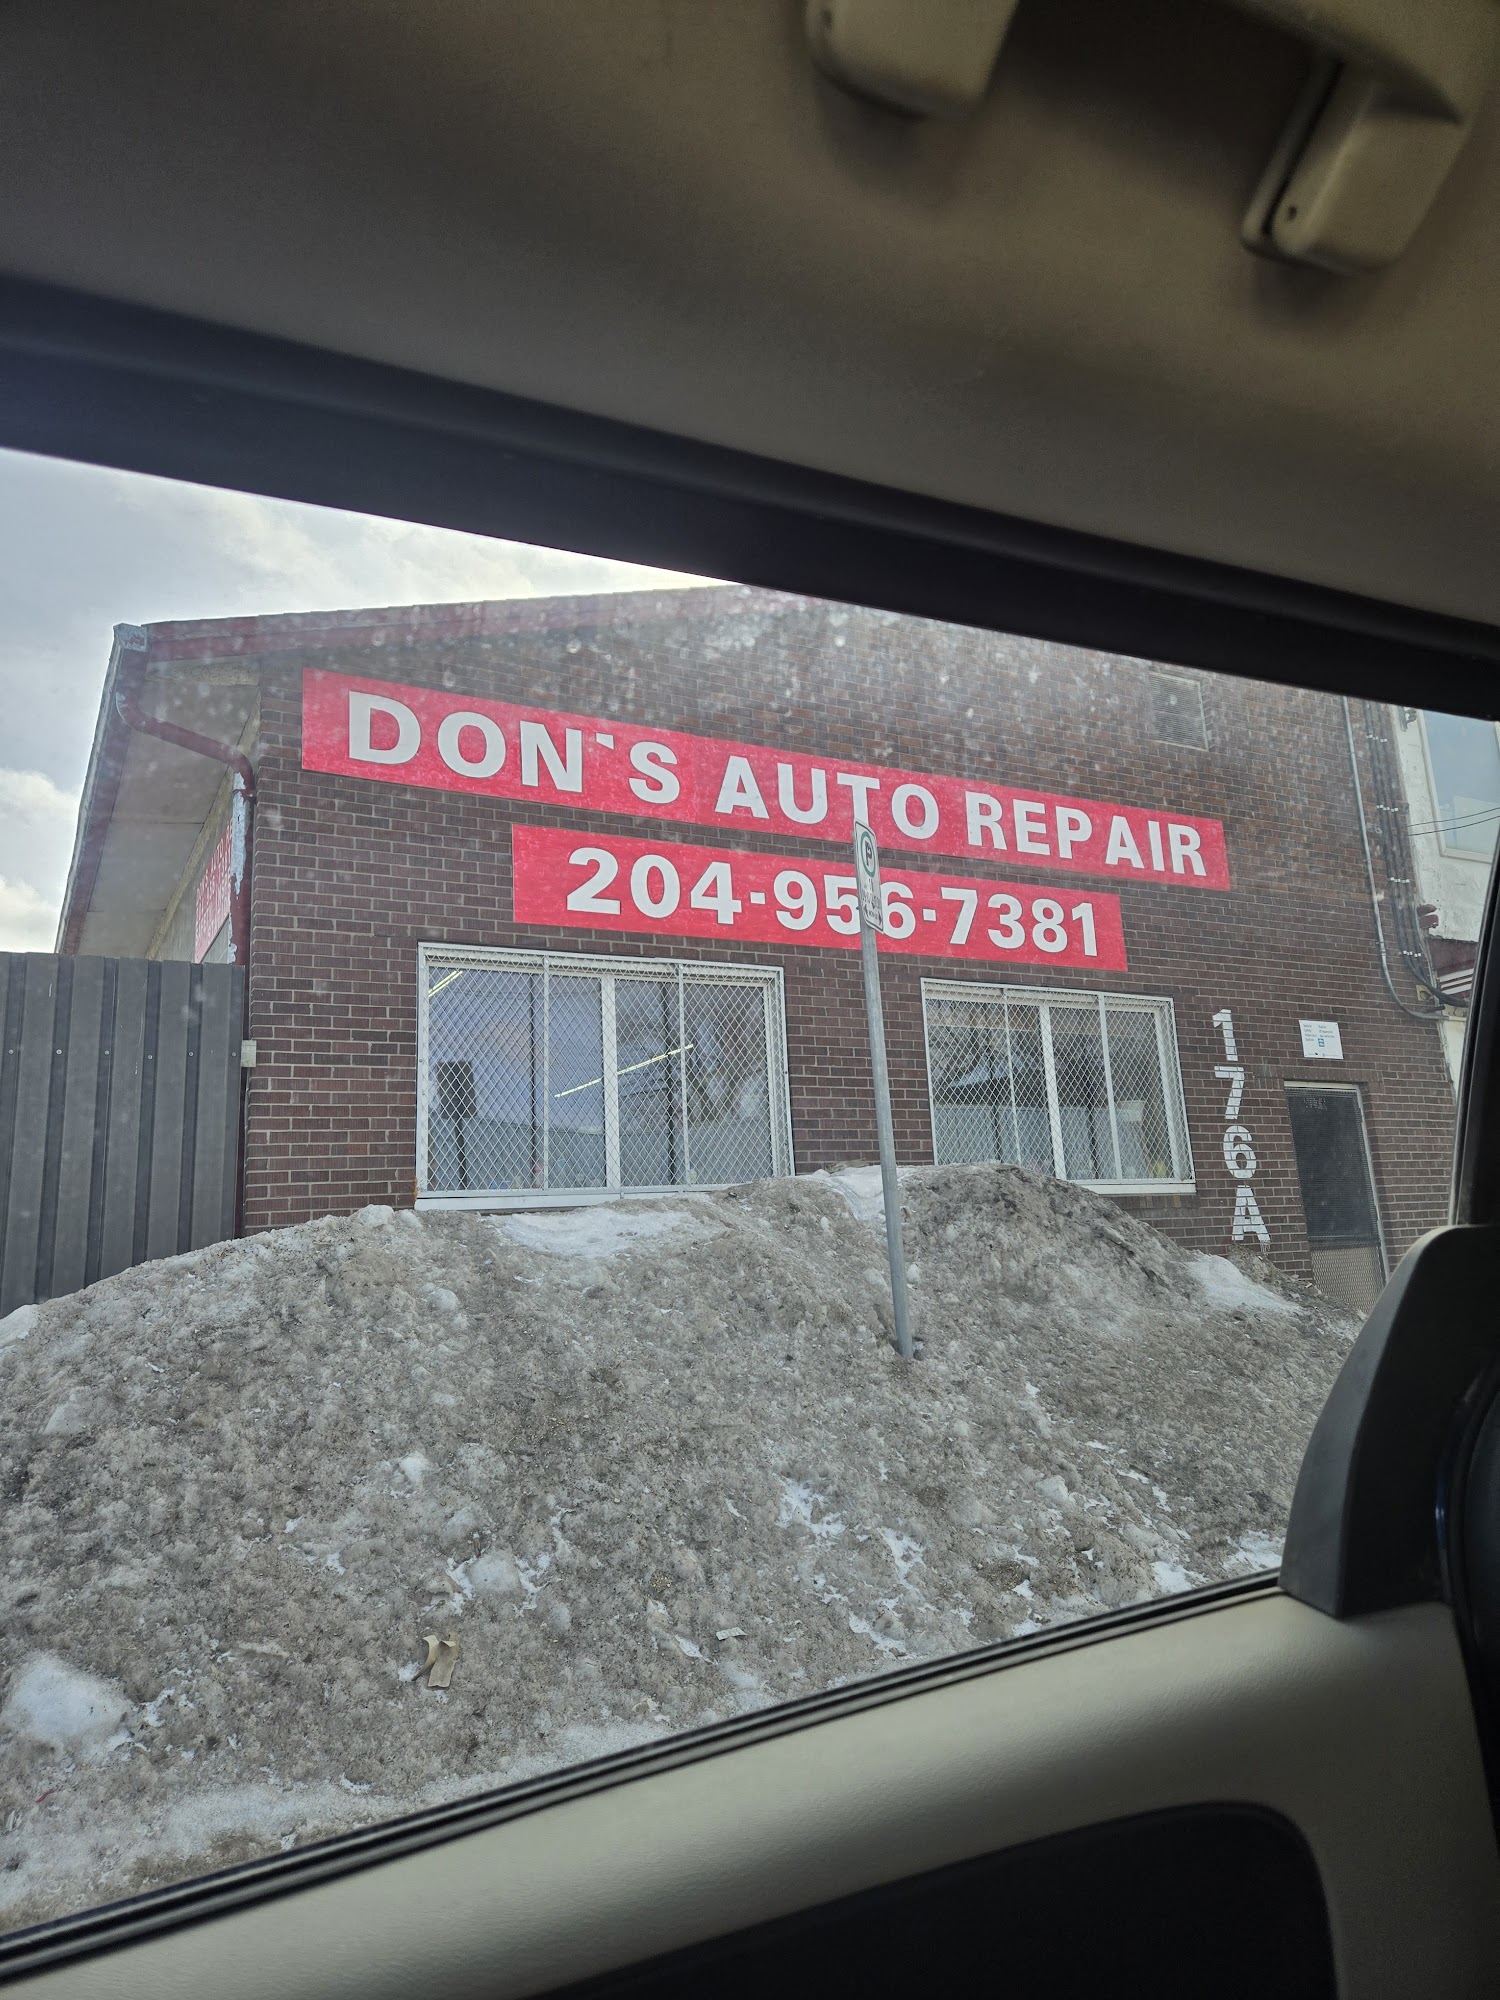 DON'S AUTO REPAIR
204-956-7381
176A
P